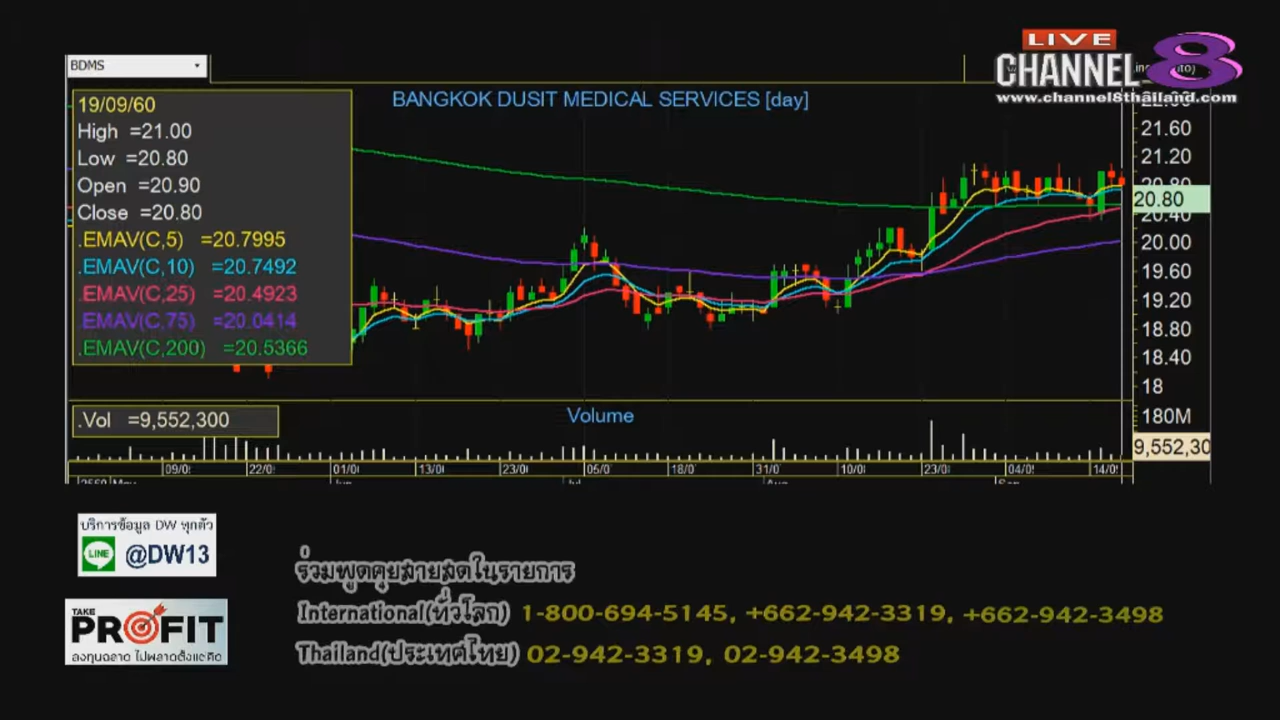 LIVE
CHANNEL 8
www.channel8thailand.com
BDMS
BANGKOK DUSIT MEDICAL SERVICES [day]
19/09/60
High =21.00
Low =20.80
Open =20.90
Close =20.80
.EMAV(C,5) =20.7995
.EMAV(C,10) =20.7492
.EMAV(C,25) =20.4923
.EMAV(C,75) =20.0414
.EMAV(C,200) =20.5366
21.60
21.20
20.80
20.80
20.40
20.00
19.60
19.20
18.80
18.40
18
.Vol =9,552,300
Volume
180M
9,552,30
09/0 22/0 01/0 13/0 23/0 05/0 18/0 31/0 10/0 23/0 04/0 14/0
บริการข้อมูล DW ทุกตัว
LINE @DW13
TAKE
PROFIT
ลงทุนฉลาด ไม่พลาดตั้งแต่คิด
ร่วมพูดคุยสายสดในรายการ
International(ทั่วโลก) 1-800-694-5145, +662-942-3319, +662-942-3498
Thailand(ประเทศไทย) 02-942-3319, 02-942-3498